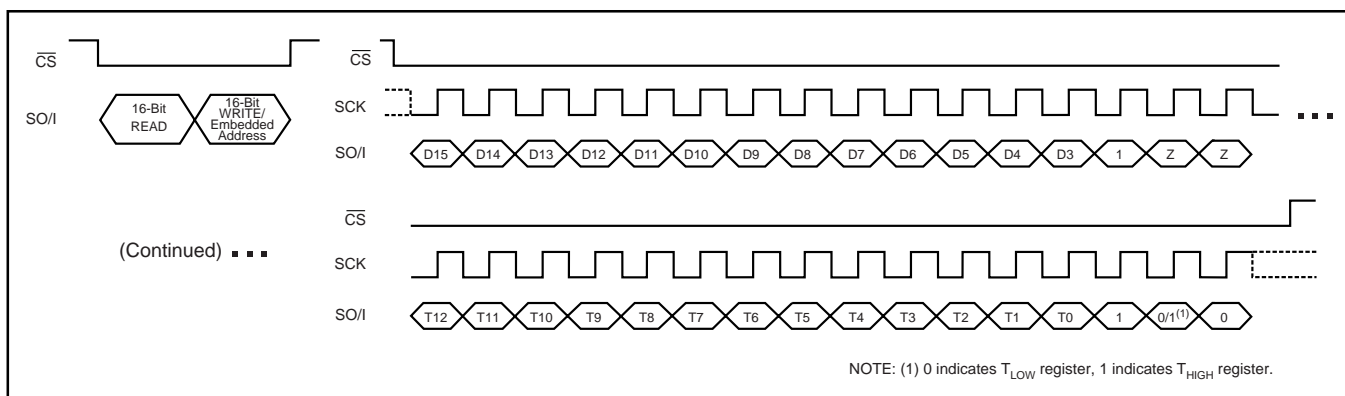 CS
SO/I
16-Bit
READ
16-Bit
WRITE/
Embedded
Address
CS
SCK
SO/I
D15 D14 D13 D12 D11 D10 D9 D8 D7 D6 D5 D4 D3 1 Z Z
(Continued)
CS
SCK
SO/I
T12 T11 T10 T9 T8 T7 T6 T5 T4 T3 T2 T1 T0 1 0/1(1) 0
NOTE: (1) 0 indicates TLOW register, 1 indicates THIGH register.